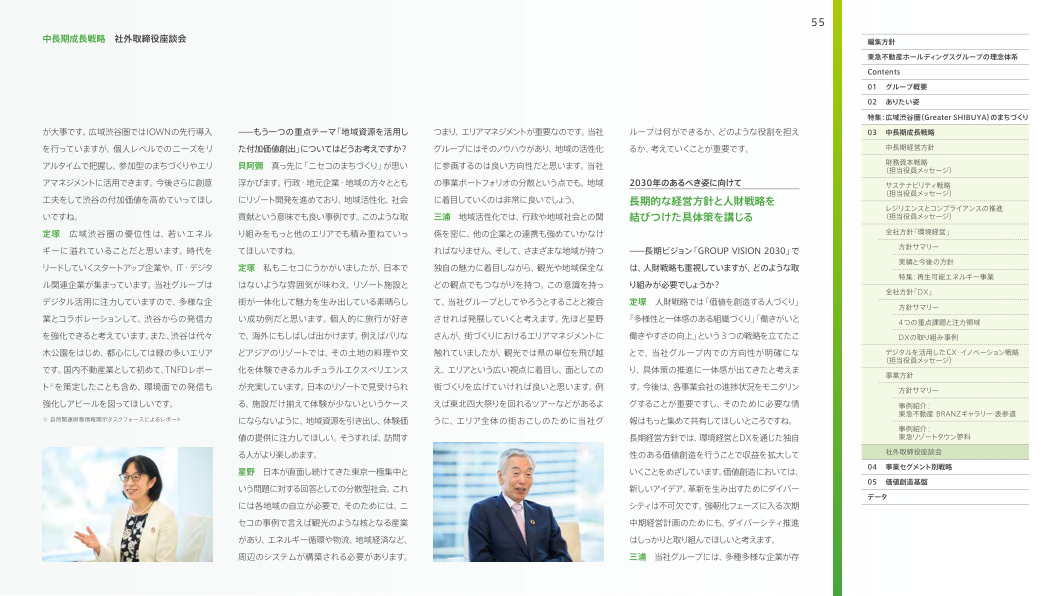 55
中長期成長戦略　社外取締役座談会
が大事です。広域渋谷圏ではIOWNの先行導入
を行っていますが、個人レベルでのニーズをリ
アルタイムで把握し、参加型のまちづくりやエリ
アマネジメントに活用できます。今後さらに創意
工夫をして渋谷の付加価値を高めていってほし
いですね。
定塚　広域渋谷圏の優位性は、若いエネル
ギーに溢れていることだと思います。時代を
リードしていくスタートアップ企業や、IT・デジタ
ル関連企業が集まっています。当社グループは
デジタル活用に注力していますので、多様な企
業とコラボレーションして、渋谷からの発信力
を強化できると考えています。また、渋谷は代々
木公園をはじめ、都心にしては緑の多いエリア
です。国内不動産業として初めて、TNFDレポー
ト※を策定したことも含め、環境面での発信も
強化しアピールを図ってほしいです。
※ 自然関連財務情報開示タスクフォースによるレポート
――もう一つの重点テーマ「地域資源を活用し
た付加価値創出」についてはどうお考えですか？
貝阿彌　真っ先に「ニセコのまちづくり」が思い
浮かびます。行政・地元企業・地域の方々ととも
にリゾート開発を進めており、地域活性化、社会
貢献という意味でも良い事例です。このような取
り組みをもっと他のエリアでも積み重ねていっ
てほしいですね。
定塚　私もニセコにうかがいましたが、日本で
はないような雰囲気が味わえ、リゾート施設と
街が一体化して魅力を生み出している素晴らし
い成功例だと思います。個人的に旅行が好き
で、海外にもしばしば出かけます。例えばバリな
どアジアのリゾートでは、その土地の料理や文
化を体験できるカルチュラルエクスペリエンス
が充実しています。日本のリゾートで見受けられ
る、施設だけ揃えて体験が少ないというケース
にならないように、地域資源を引き出し、体験価
値の提供に注力してほしい。そうすれば、訪問す
る人がより楽しめます。
星野　日本が直面し続けてきた東京一極集中と
いう問題に対する回答としての分散型社会。これ
には各地域の自立が必要で、そのためには、ニ
セコの事例で言えば観光のような核となる産業
があり、エネルギー循環や物流、地域経済など、
周辺のシステムが構築される必要があります。
つまり、エリアマネジメントが重要なのです。当社
グループにはそのノウハウがあり、地域の活性化
に参画するのは良い方向性だと思います。当社
の事業ポートフォリオの分散という点でも、地域
に着目していくのは非常に良いでしょう。
三浦　地域活性化では、行政や地域社会との関
係を密に、他の企業との連携も強めていかなけ
ればなりません。そして、さまざまな地域が持つ
独自の魅力に着目しながら、観光や地域保全な
どの観点でもつながりを持つ。この意識を持っ
て、当社グループとしてやろうとすることと複合
させれば発展していくと考えます。先ほど星野
さんが、街づくりにおけるエリアマネジメントに
触れていましたが、観光では県の単位を飛び越
え、エリアという広い視点に着目し、面としての
街づくりを広げていければ良いと思います。例
えば東北四大祭りを回れるツアーなどがあるよ
うに、エリア全体の街おこしのために当社グ
ループは何ができるか、どのような役割を担え
るか、考えていくことが重要です。
2030年のあるべき姿に向けて
長期的な経営方針と人財戦略を
結びつけた具体策を講じる
――長期ビジョン「GROUP VISION 2030」で
は、人財戦略も重視していますが、どのような取
り組みが必要でしょうか？
定塚　人財戦略では「価値を創造する人づくり」
「多様性と一体感のある組織づくり」「働きがいと
働きやすさの向上」という3つの戦略を立てたこ
とで、当社グループ内での方向性が明確にな
り、具体策の推進に一体感が出てきたと考えま
す。今後は、各事業会社の進捗状況をモニタリン
グすることが重要ですし、そのために必要な情
報はもっと集めて共有してほしいところですね。
長期経営方針では、環境経営とDXを通じた独自
性のある価値創造を行うことで収益を拡大して
いくことをめざしています。価値創造においては、
新しいアイデア、革新を生み出すためにダイバー
シティは不可欠です。強靭化フェーズに入る次期
中期経営計画のためにも、ダイバーシティ推進
はしっかりと取り組んでほしいと考えます。
三浦　当社グループには、多種多様な企業が存
編集方針
東急不動産ホールディングスグループの理念体系
Contents
01　グループ概要
02　ありたい姿
特集：広域渋谷圏（Greater SHIBUYA）のまちづくり
03　中長期成長戦略
中長期経営方針
財務資本戦略
（担当役員メッセージ）
サステナビリティ戦略
（担当役員メッセージ）
レジリエンスとコンプライアンスの推進
（担当役員メッセージ）
全社方針「環境経営」
方針サマリー
実績と今後の方針
特集：再生可能エネルギー事業
全社方針「DX」
方針サマリー
4つの重点課題と注力領域
DXの取り組み事例
デジタルを活用したCX・イノベーション戦略
（担当役員メッセージ）
事業方針
方針サマリー
事例紹介：
東急不動産 BRANZギャラリー 表参道
事例紹介：
東急リゾートタウン蓼科
社外取締役座談会
04　事業セグメント別戦略
05　価値創造基盤
データ